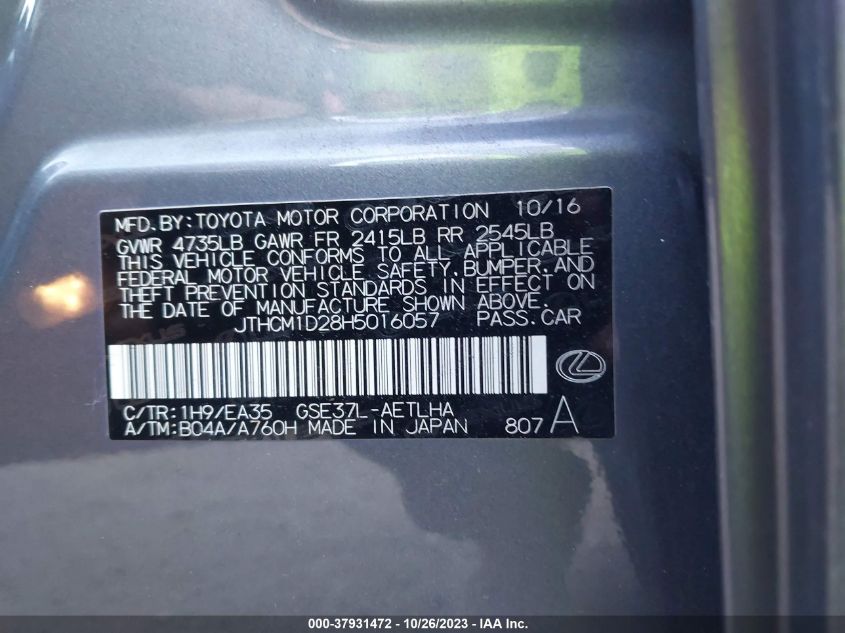 MFD.BY:TOYOTA MOTOR CORPORATION 10/16
GVWR 4735LB GAWR FR 2415LB RR 2545LB
THIS VEHICLE CONFORMS TO ALL APPLICABLE
FEDERAL MOTOR VEHICLE SAFETY, BUMPER, AND
THEFT PREVENTION STANDARDS IN EFFECT ON
THE DATE OF MANUFACTURE SHOWN ABOVE.
JTHCM1D28H5016057 PASS.CAR
C/TR:1H9/EA35 GSE37L-AETLHA
A/TM:B04A/A760H MADE IN JAPAN 807 A
000-37931472 - 10/26/2023 - IAA Inc.